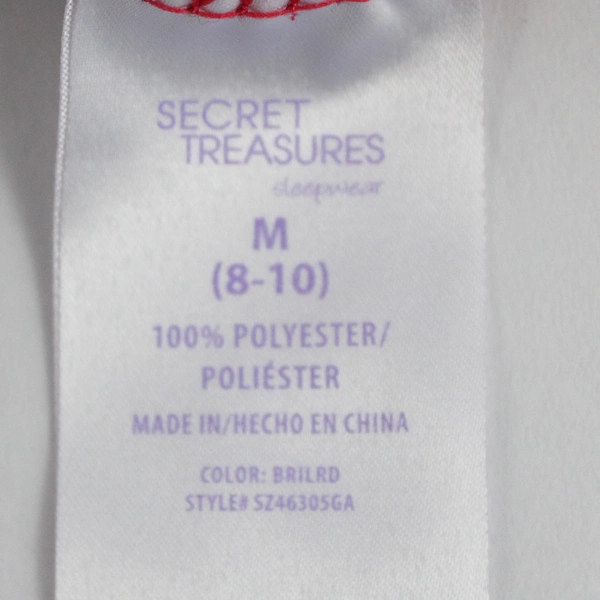 SECRET
TREASURES
sleepwear
M
(8-10)
100% POLYESTER/
POLIÉSTER
MADE IN/HECHO EN CHINA
COLOR: BRILRD
STYLE# SZ46305GA